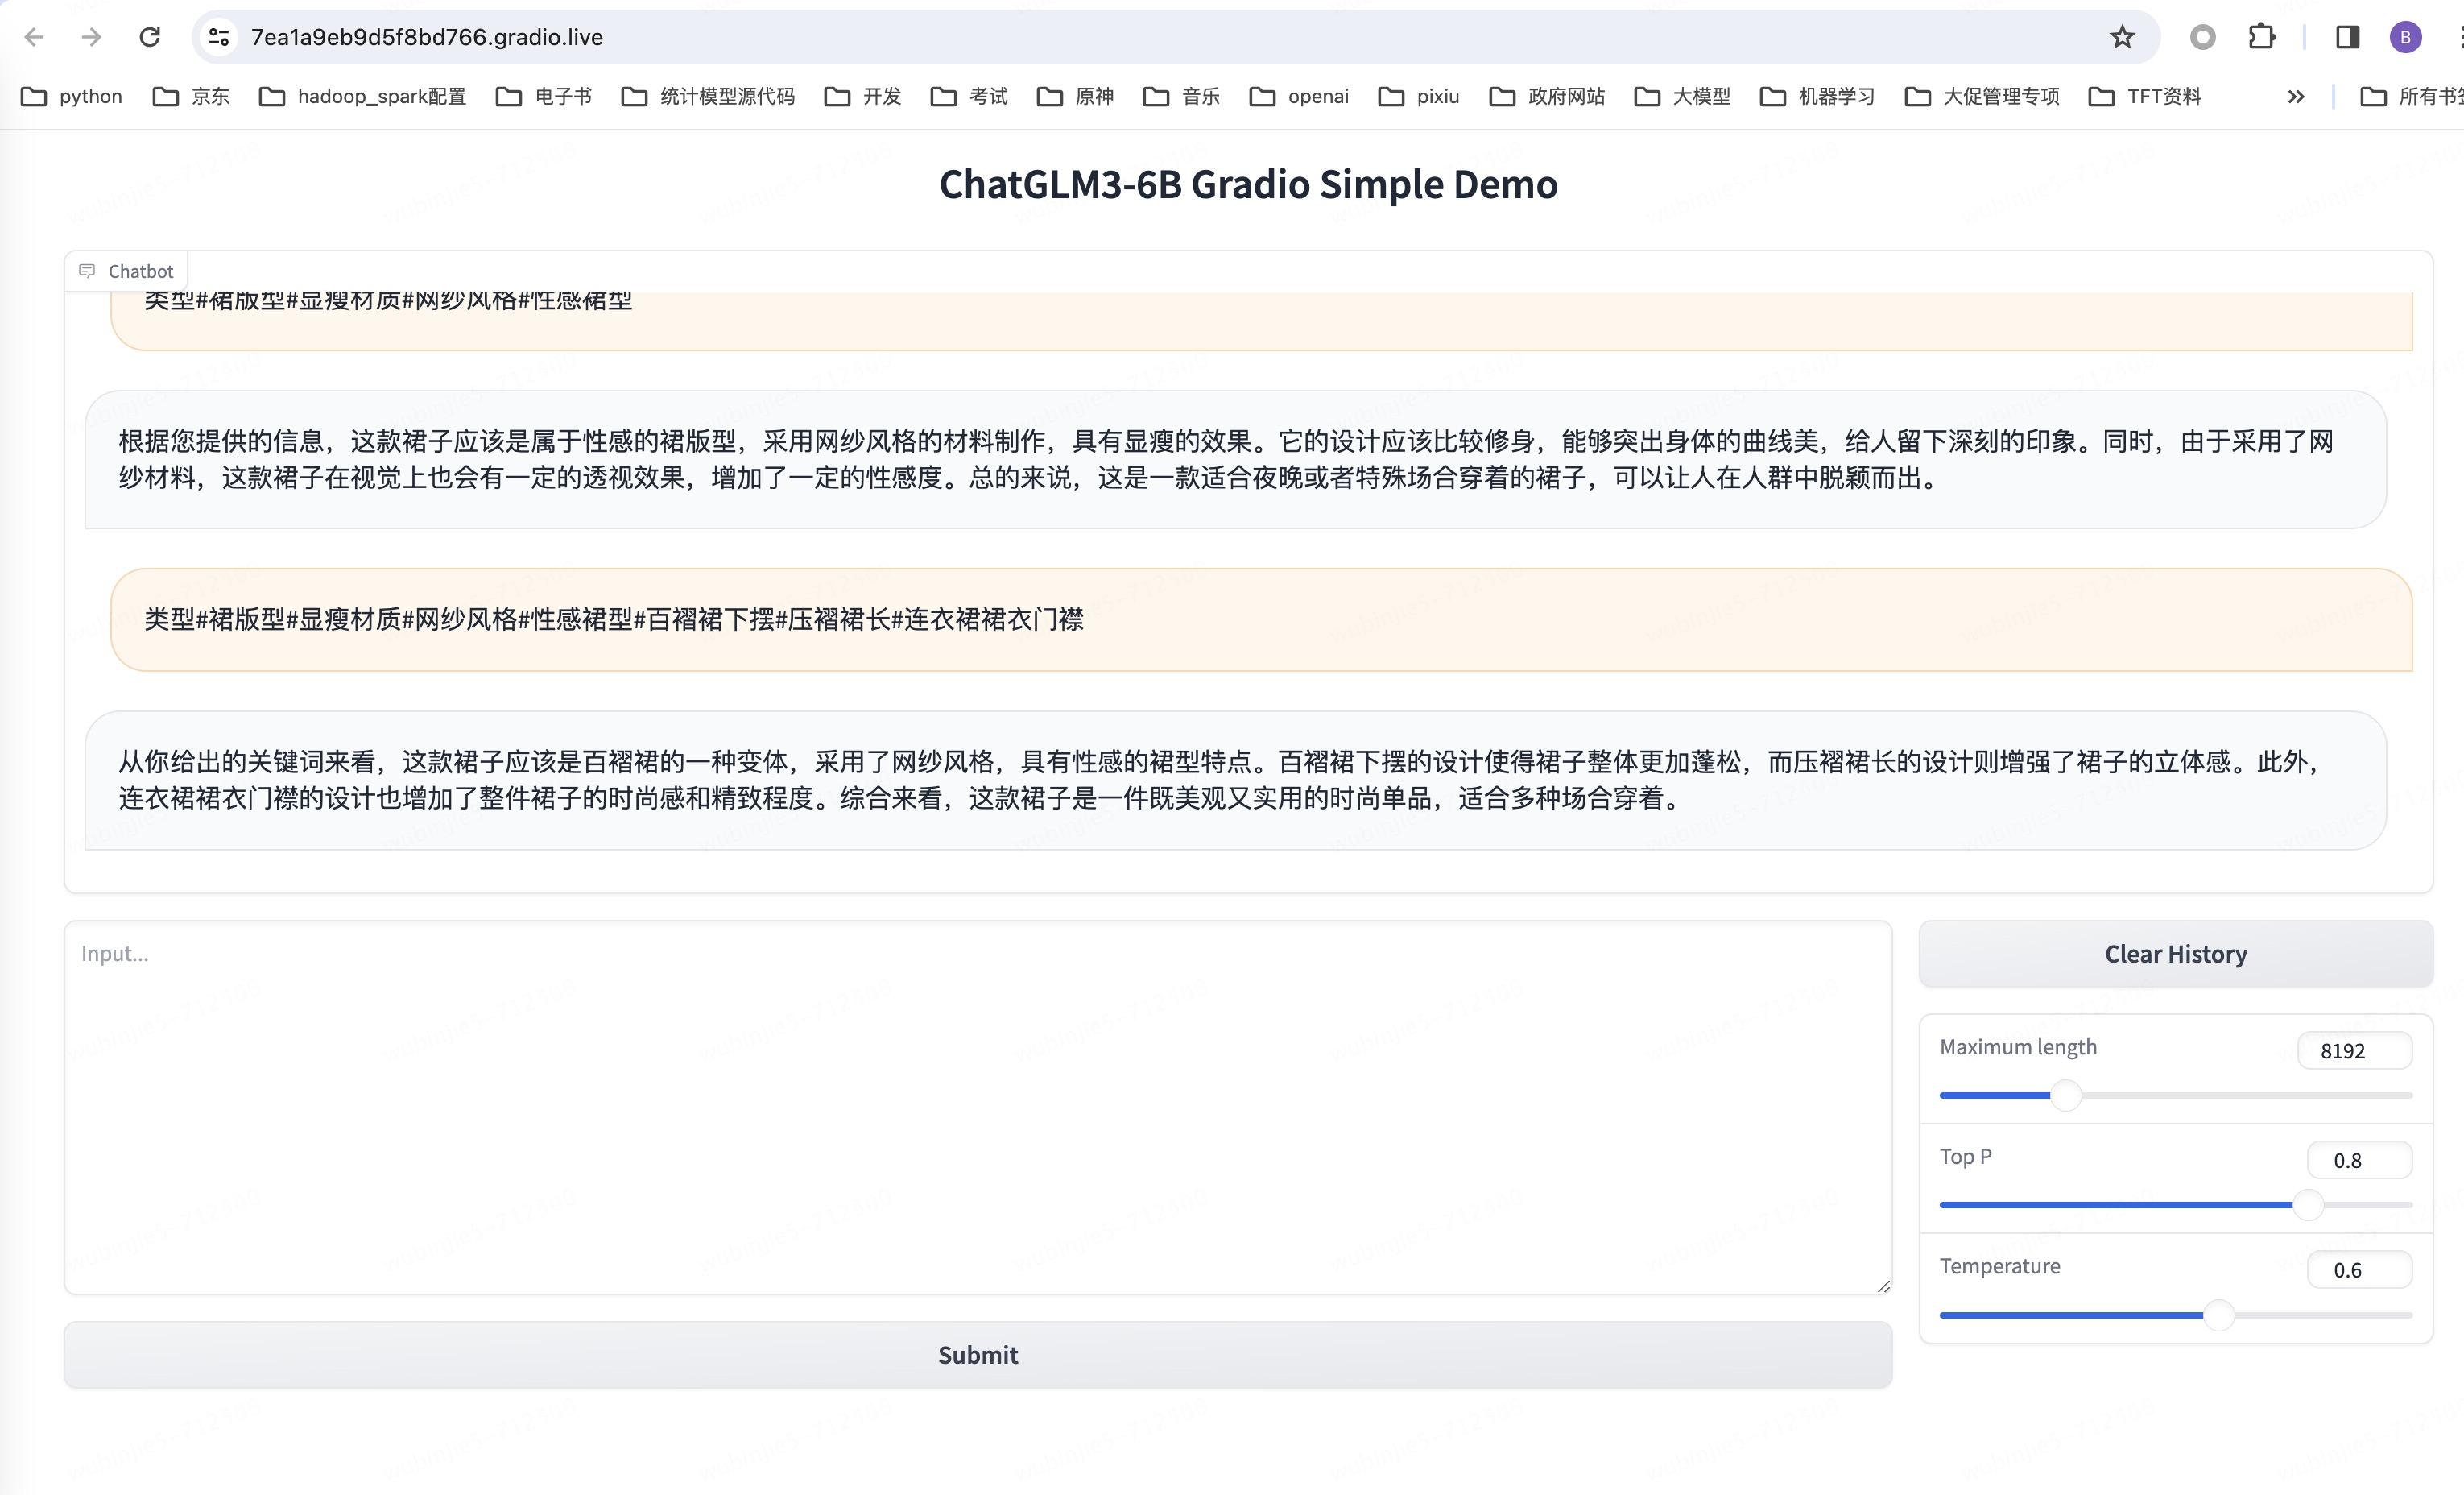 7ea1a9eb9d5f8bd766.gradio.live
B
python 京东 hadoop_spark配置 电子书 统计模型源代码 开发 考试 原神 音乐 openai pixiu 政府网站 大模型 机器学习 大促管理专项 TFT资料 所有书签
ChatGLM3-6B Gradio Simple Demo
Chatbot
类型#裙版型#显瘦材质#网纱风格#性感裙型
根据您提供的信息，这款裙子应该是属于性感的裙版型，采用网纱风格的材料制作，具有显瘦的效果。它的设计应该比较修身，能够突出身体的曲线美，给人留下深刻的印象。同时，由于采用了网
纱材料，这款裙子在视觉上也会有一定的透视效果，增加了一定的性感度。总的来说，这是一款适合夜晚或者特殊场合穿着的裙子，可以让人在人群中脱颖而出。
类型#裙版型#显瘦材质#网纱风格#性感裙型#百褶裙下摆#压褶裙长#连衣裙裙衣门襟
从你给出的关键词来看，这款裙子应该是百褶裙的一种变体，采用了网纱风格，具有性感的裙型特点。百褶裙下摆的设计使得裙子整体更加蓬松，而压褶裙长的设计则增强了裙子的立体感。此外，
连衣裙裙衣门襟的设计也增加了整件裙子的时尚感和精致程度。综合来看，这款裙子是一件既美观又实用的时尚单品，适合多种场合穿着。
Input...
Clear History
Maximum length 8192
Top P 0.8
Temperature 0.6
Submit